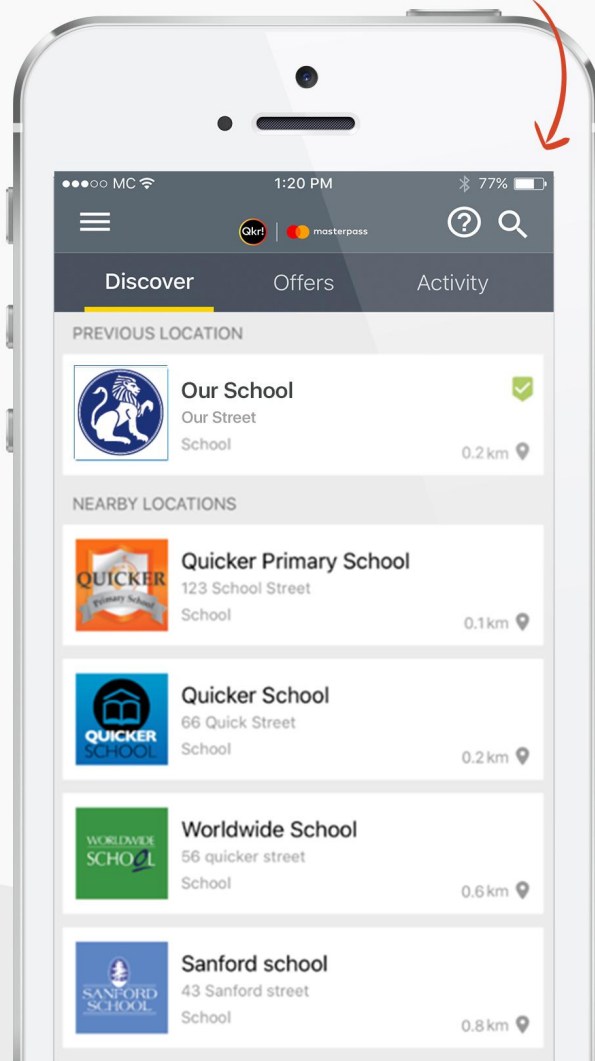 MC 1:20 PM 77%
Qkr! masterpass
Discover Offers Activity
PREVIOUS LOCATION
Our School
Our Street
School
0.2 km
NEARBY LOCATIONS
QUICKER
Primary School
Quicker Primary School
123 School Street
School
0.1 km
QUICKER
SCHOOL
Quicker School
66 Quick Street
School
0.2 km
WORLDWIDE
SCHOOL
Worldwide School
56 quicker street
School
0.6 km
SANFORD
SCHOOL
Sanford school
43 Sanford street
School
0.8 km